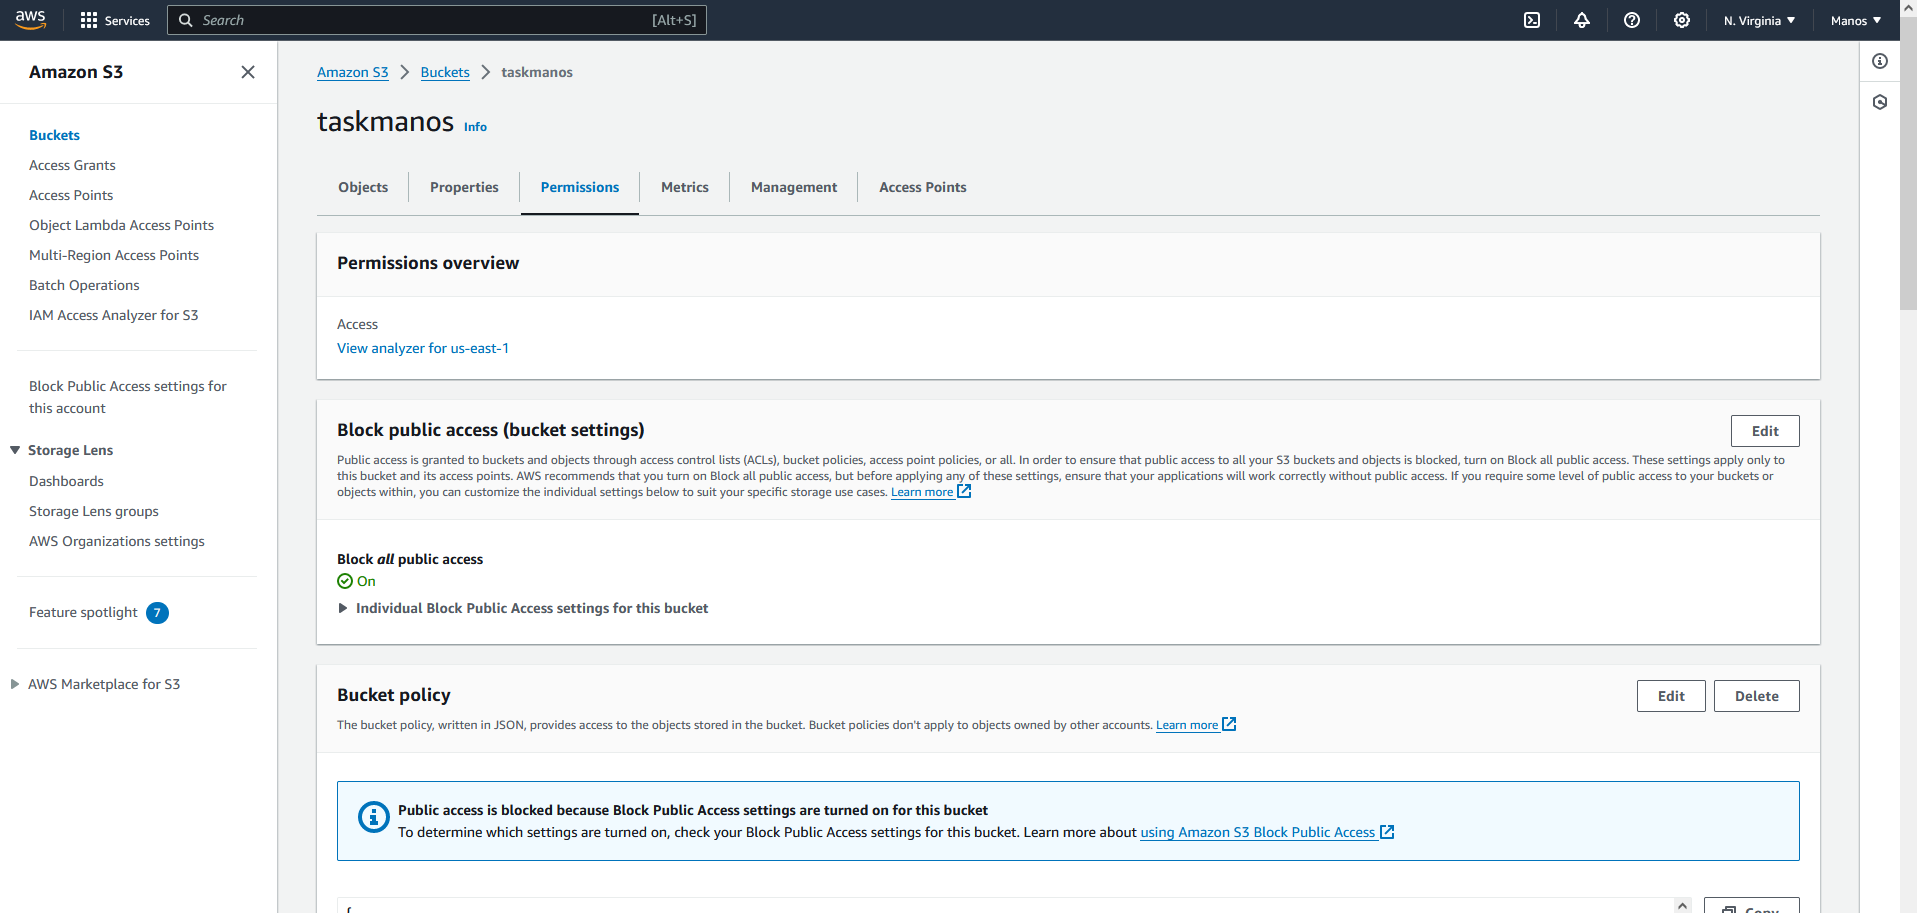 aws
Services
Search
[Alt+S]
N. Virginia
Manos
Amazon S3
Buckets
Access Grants
Access Points
Object Lambda Access Points
Multi-Region Access Points
Batch Operations
IAM Access Analyzer for S3
Block Public Access settings for
this account
Storage Lens
Dashboards
Storage Lens groups
AWS Organizations settings
Feature spotlight 7
AWS Marketplace for S3
Amazon S3 > Buckets > taskmanos
taskmanos Info
Objects
Properties
Permissions
Metrics
Management
Access Points
Permissions overview
Access
View analyzer for us-east-1
Block public access (bucket settings)
Edit
Public access is granted to buckets and objects through access control lists (ACLs), bucket policies, access point policies, or all. In order to ensure that public access to all your S3 buckets and objects is blocked, turn on Block all public access. These settings apply only to
this bucket and its access points. AWS recommends that you turn on Block all public access, but before applying any of these settings, ensure that your applications will work correctly without public access. If you require some level of public access to your buckets or
objects within, you can customize the individual settings below to suit your specific storage use cases. Learn more
Block all public access
On
Individual Block Public Access settings for this bucket
Bucket policy
Edit
Delete
The bucket policy, written in JSON, provides access to the objects stored in the bucket. Bucket policies don't apply to objects owned by other accounts. Learn more
Public access is blocked because Block Public Access settings are turned on for this bucket
To determine which settings are turned on, check your Block Public Access settings for this bucket. Learn more about using Amazon S3 Block Public Access
{
Copy